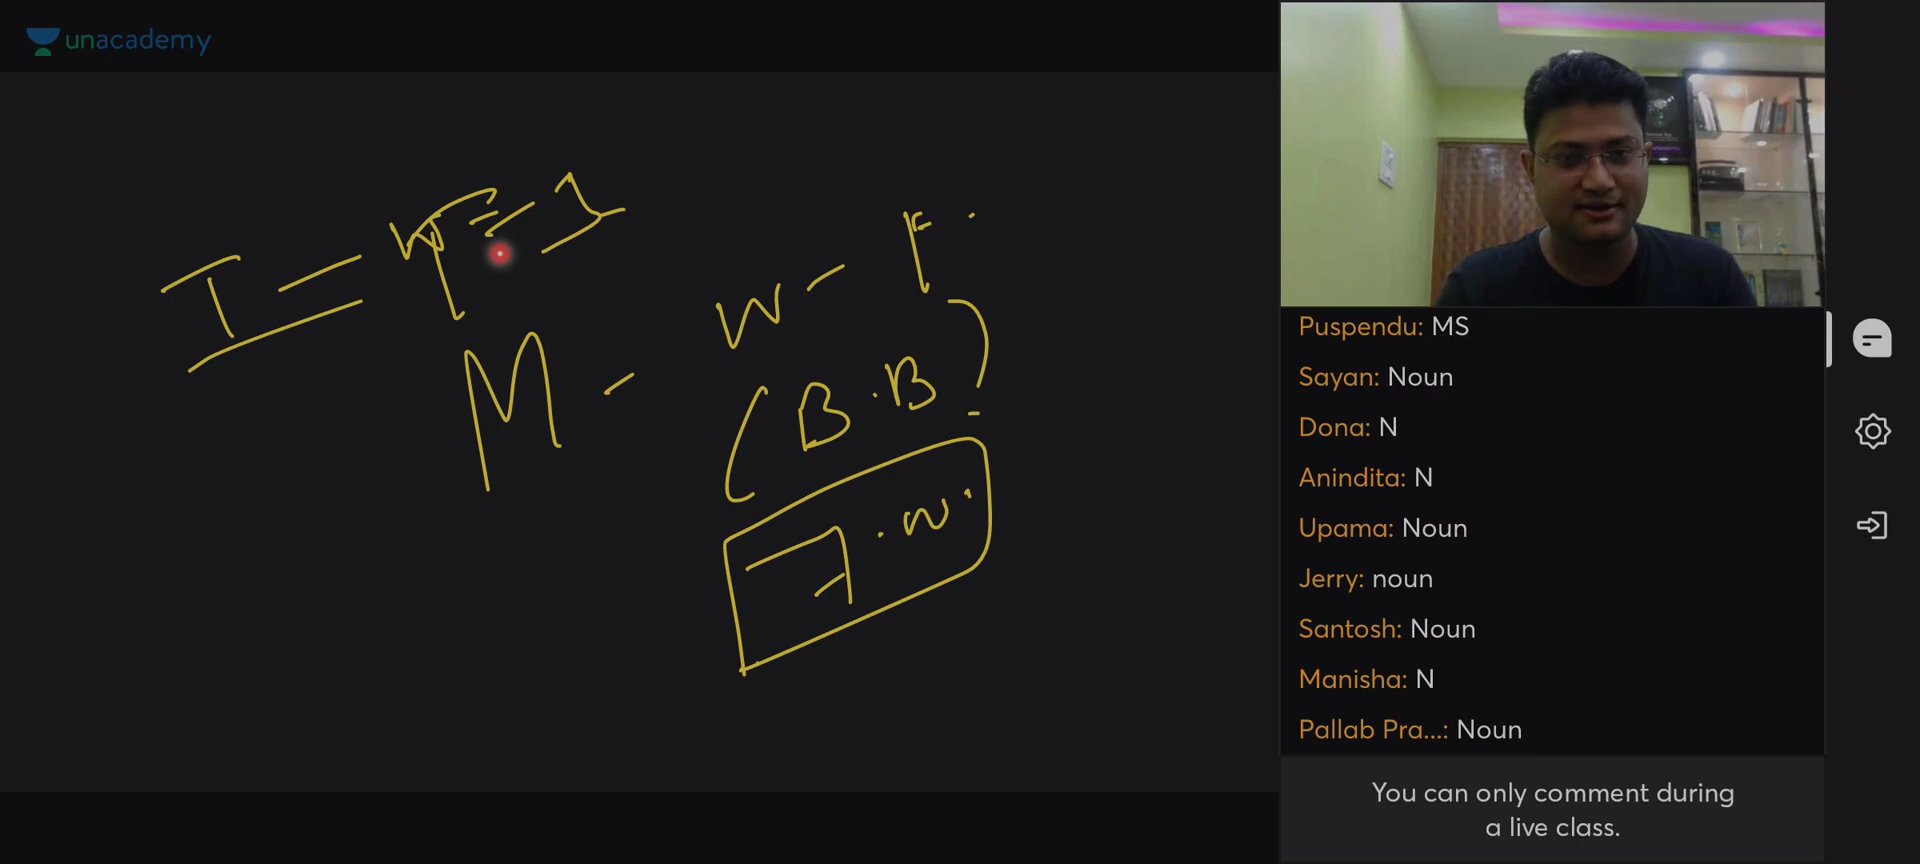 unacademy
I =
M -
W - F.
(B.B)
7.W.
Puspendu: MS
Sayan: Noun
Dona: N
Anindita: N
Upama: Noun
Jerry: noun
Santosh: Noun
Manisha: N
Pallab Pra...: Noun
You can only comment during
a live class.